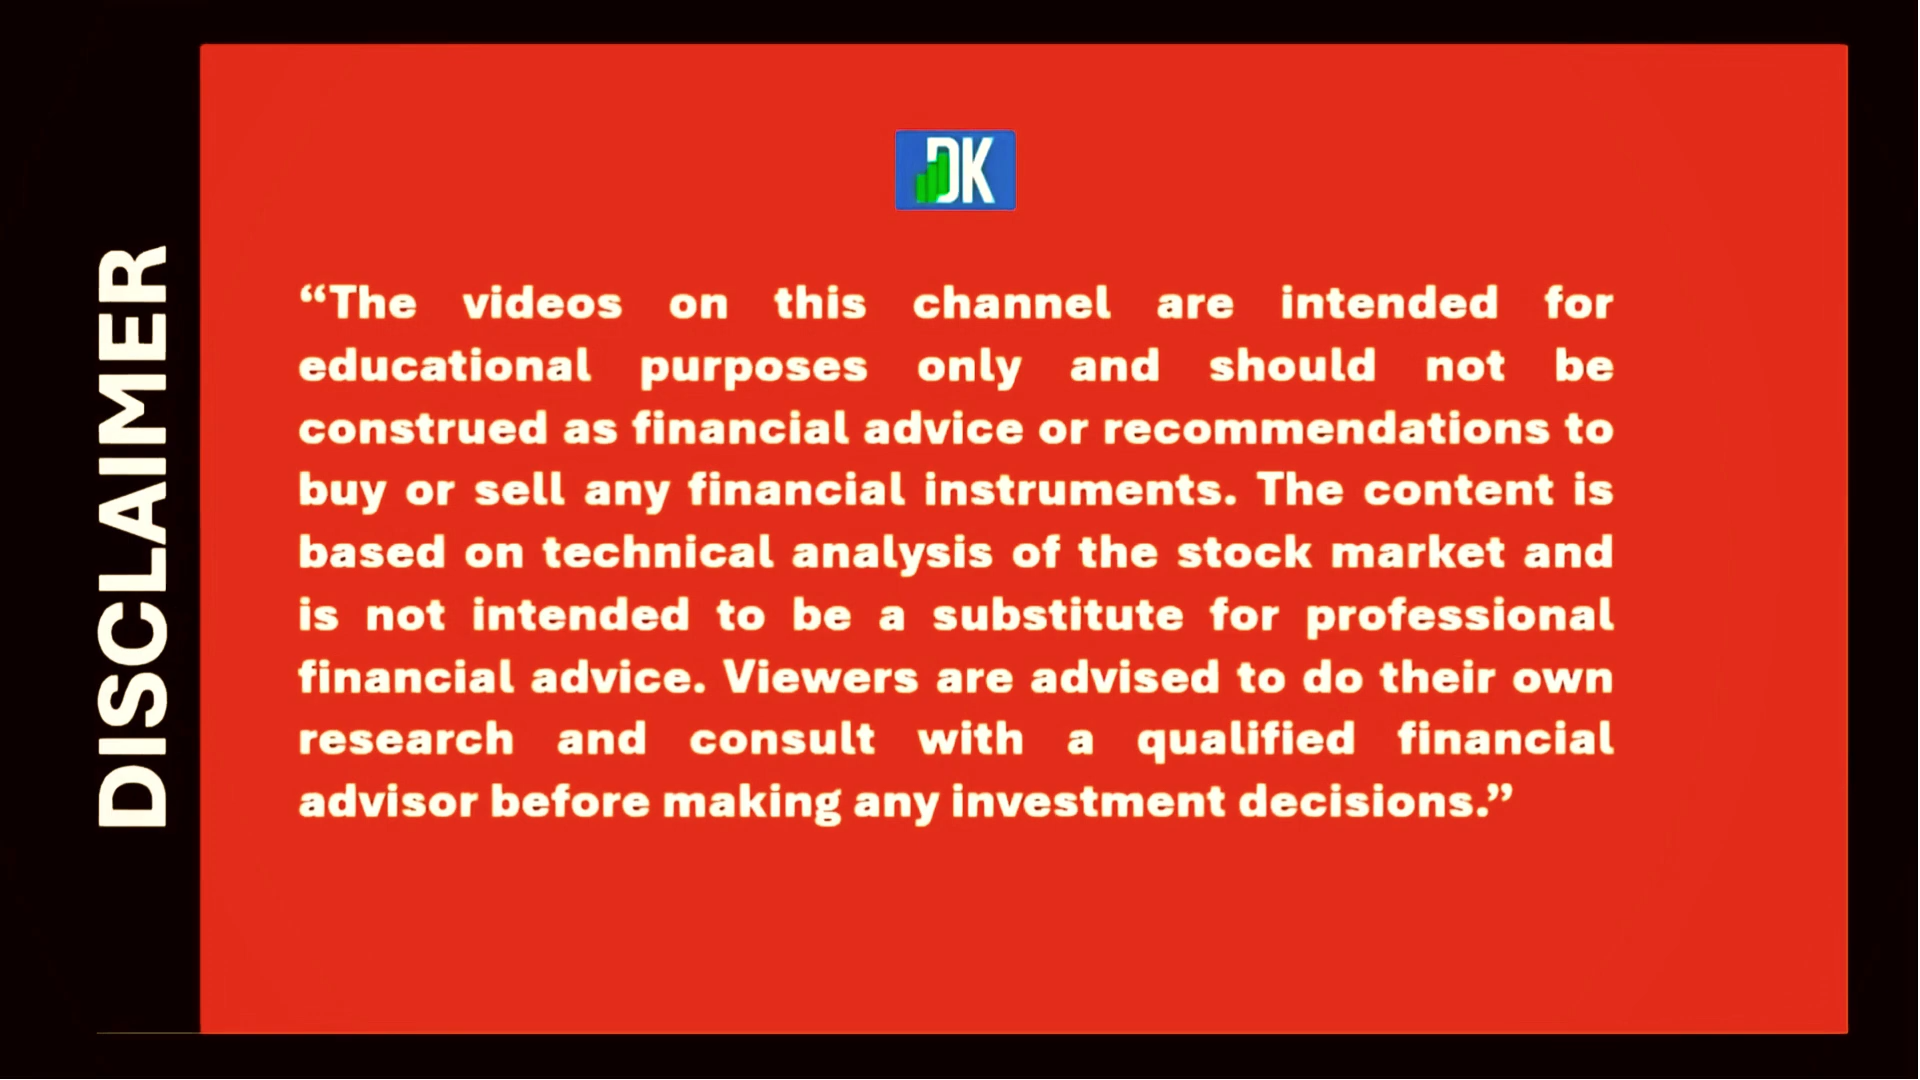 DISCLAIMER
DK
“The videos on this channel are intended for
educational purposes only and should not be
construed as financial advice or recommendations to
buy or sell any financial instruments. The content is
based on technical analysis of the stock market and
is not intended to be a substitute for professional
financial advice. Viewers are advised to do their own
research and consult with a qualified financial
advisor before making any investment decisions.”